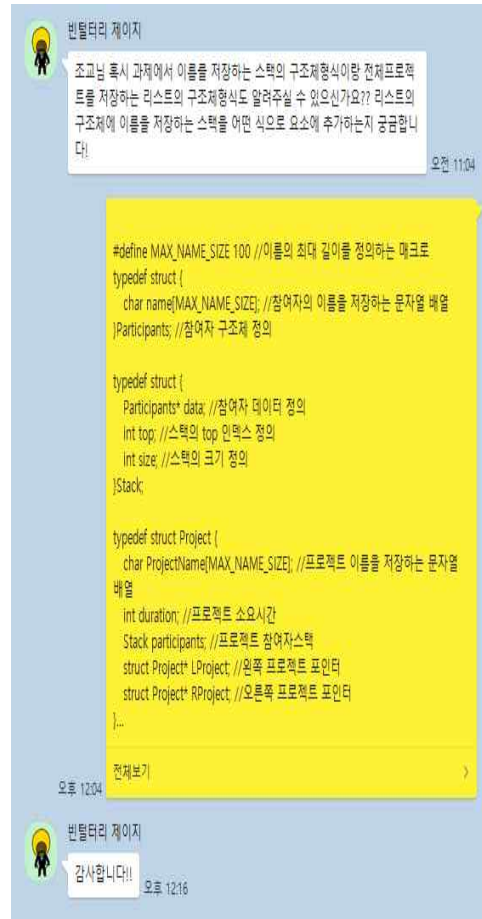 빈털터리 제이지
조교님 혹시 과제에서 이름를 저장하는 스택의 구조체형식이랑 전체프로젝
트를 저장하는 리스트의 구조체형식도 알려주실 수 있으신가요?? 리스트의
구조체에 이름을 저장하는 스택을 어떤 식으로 요소에 추가하는지 궁금합니
다!
오전 11:04
#define MAX_NAME_SIZE 100 //이름의 최대 길이를 정의하는 매크로
typedef struct {
char name[MAX_NAME_SIZE]; //참여자의 이름을 저장하는 문자열 배열
}Participants; //참여자 구조체 정의
typedef struct {
Participants* data; //참여자 데이터 정의
int top; //스택의 top 인덱스 정의
int size; //스택의 크기 정의
}Stack;
typedef struct Project {
char ProjectName[MAX_NAME_SIZE]; //프로젝트 이름을 저장하는 문자열
배열
int duration; //프로젝트 소요시간
Stack participants; //프로젝트 참여자스택
struct Project* LProject; //왼쪽 프로젝트 포인터
struct Project* RProject; //오른쪽 프로젝트 포인터
}...
전체보기
오후 12:04
빈털터리 제이지
감사합니다!!
오후 12:16